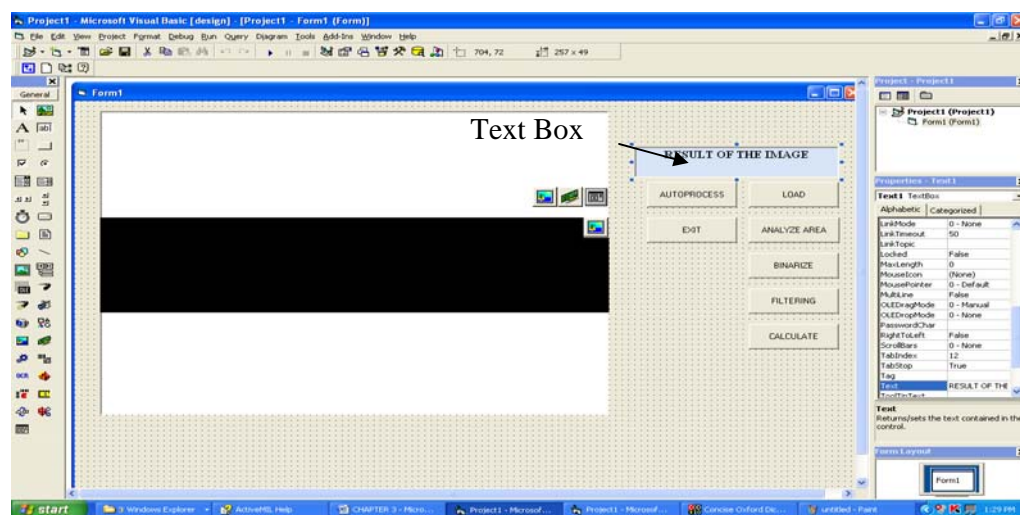 Project1 - Microsoft Visual Basic [design] - [Project1 - Form1 (Form)]
File Edit View Project Format Debug Run Query Diagram Tools Add-Ins Window Help
704, 72 257 x 49
General
Form1
Text Box
RESULT OF THE IMAGE
AUTOPROCESS LOAD
EXIT ANALYZE AREA
BINARIZE
FILTERING
CALCULATE
Project - Project1
Project1 (Project1)
Form1 (Form1)
Properties - Text1
Text1 TextBox
Alphabetic Categorized
LinkMode 0 - None
LinkTimeout 50
LinkTopic
Locked False
MaxLength 0
MouseIcon (None)
MousePointer 0 - Default
MultiLine False
OLEDragMode 0 - Manual
OLEDropMode 0 - None
PasswordChar
RightToLeft False
ScrollBars 0 - None
TabIndex 12
TabStop True
Tag
Text RESULT OF THE
ToolTipText
Text
Returns/sets the text contained in the
control.
Form Layout
Form1
start 3 Windows Explorer ActiveMIL Help CHAPTER 3 - Micro... Project1 - Microsof... Project1 - Microsof... Concise Oxford Dic... untitled - Paint 1:29 PM